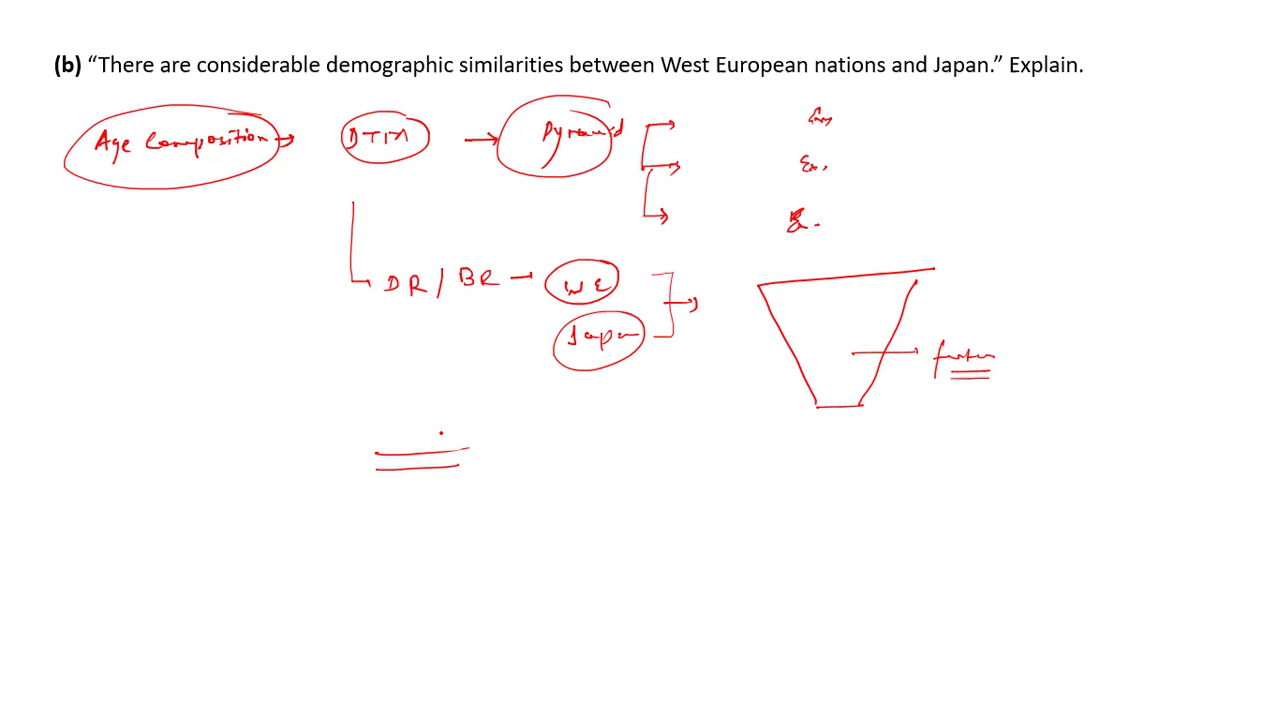 (b) “There are considerable demographic similarities between West European nations and Japan.” Explain.
Age Composition DTM Pyramid
Ex.
DR / BR - WE
Japan